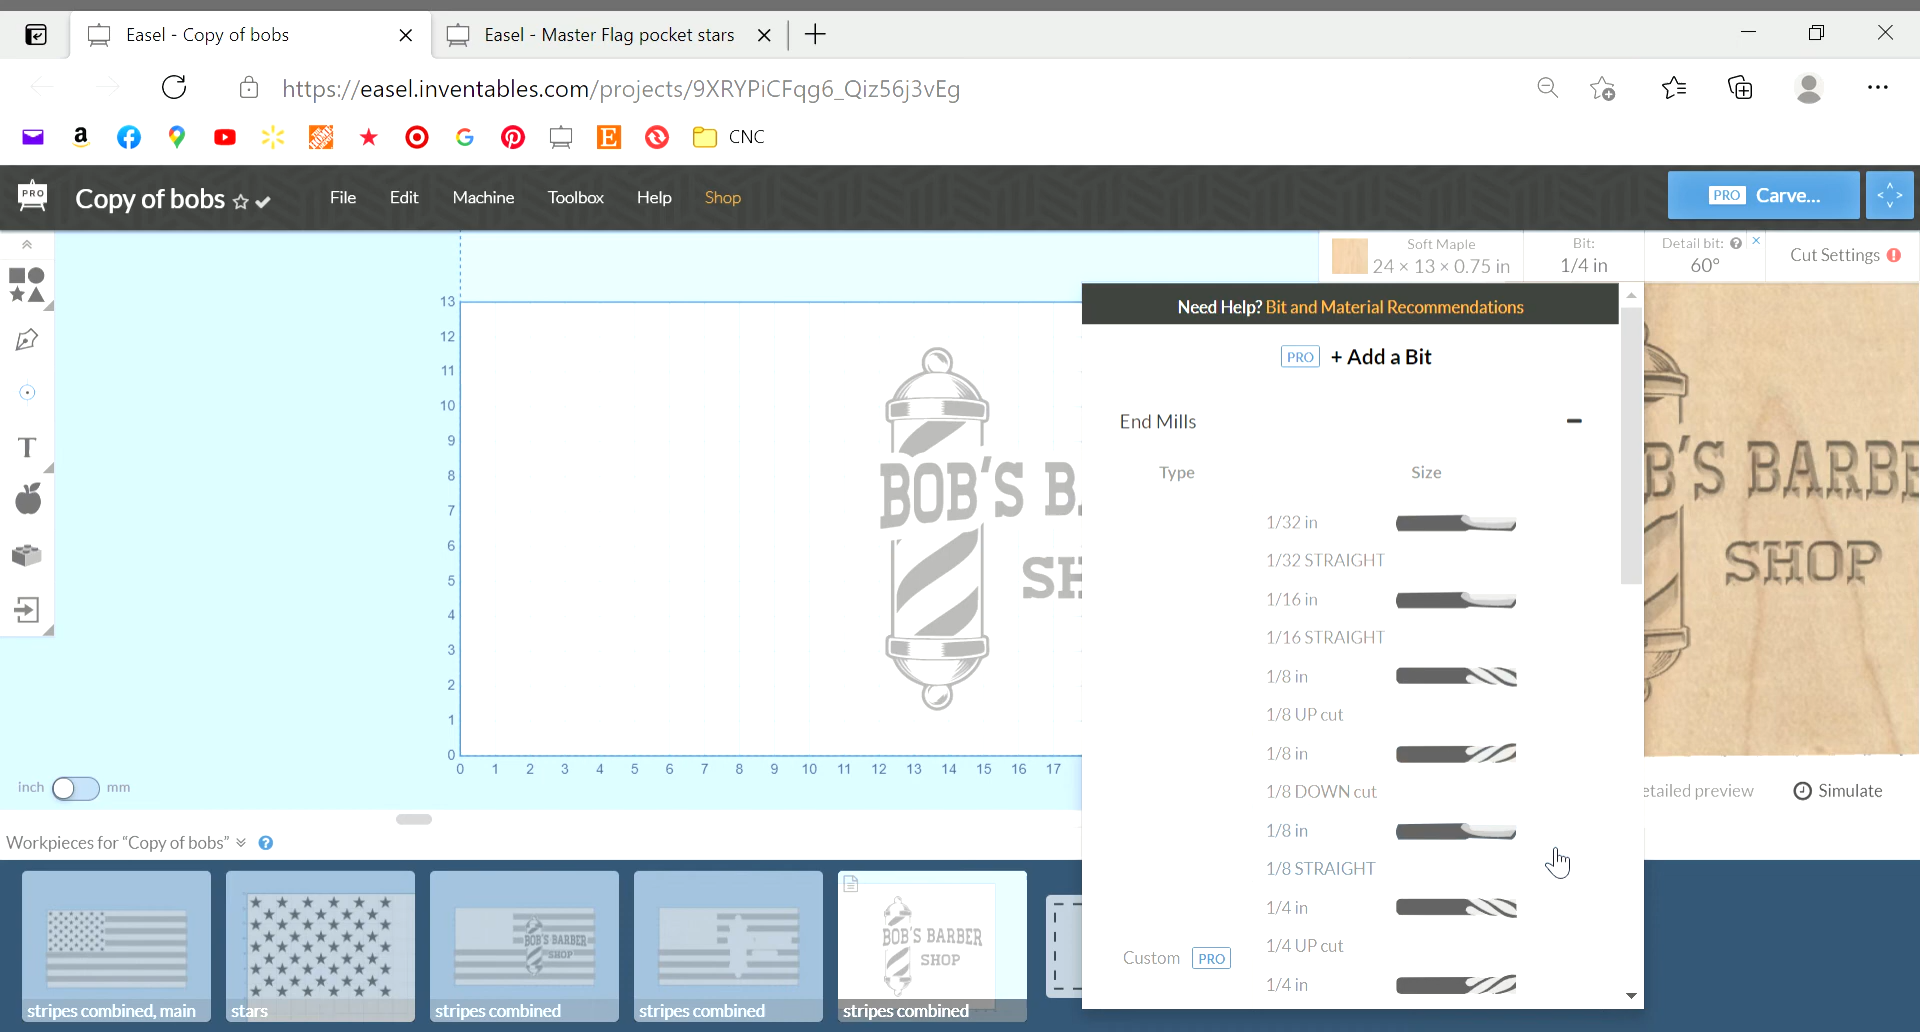 Easel - Copy of bobs
Easel - Master Flag pocket stars
https://easel.inventables.com/projects/9XRYPiCFqg6_Qiz56j3vEg
CNC
PRO
Copy of bobs
File Edit Machine Toolbox Help Shop
PRO Carve...
Soft Maple
24 × 13 × 0.75 in
Bit:
1/4 in
Detail bit:
60°
Cut Settings
Need Help? Bit and Material Recommendations
PRO + Add a Bit
End Mills
Type Size
1/32 in
1/32 STRAIGHT
1/16 in
1/16 STRAIGHT
1/8 in
1/8 UP cut
1/8 in
1/8 DOWN cut
1/8 in
1/8 STRAIGHT
1/4 in
1/4 UP cut
1/4 in
Custom PRO
13
12
11
10
9
8
7
6
5
4
3
2
1
0
0 1 2 3 4 5 6 7 8 9 10 11 12 13 14 15 16 17
BOB'S B
SH
B'S BARBE
SHOP
inch mm
etailed preview
Simulate
Workpieces for “Copy of bobs”
stripes combined, main
stars
BOB'S BARBER
SHOP
stripes combined
stripes combined
BOB'S BARBER
SHOP
stripes combined